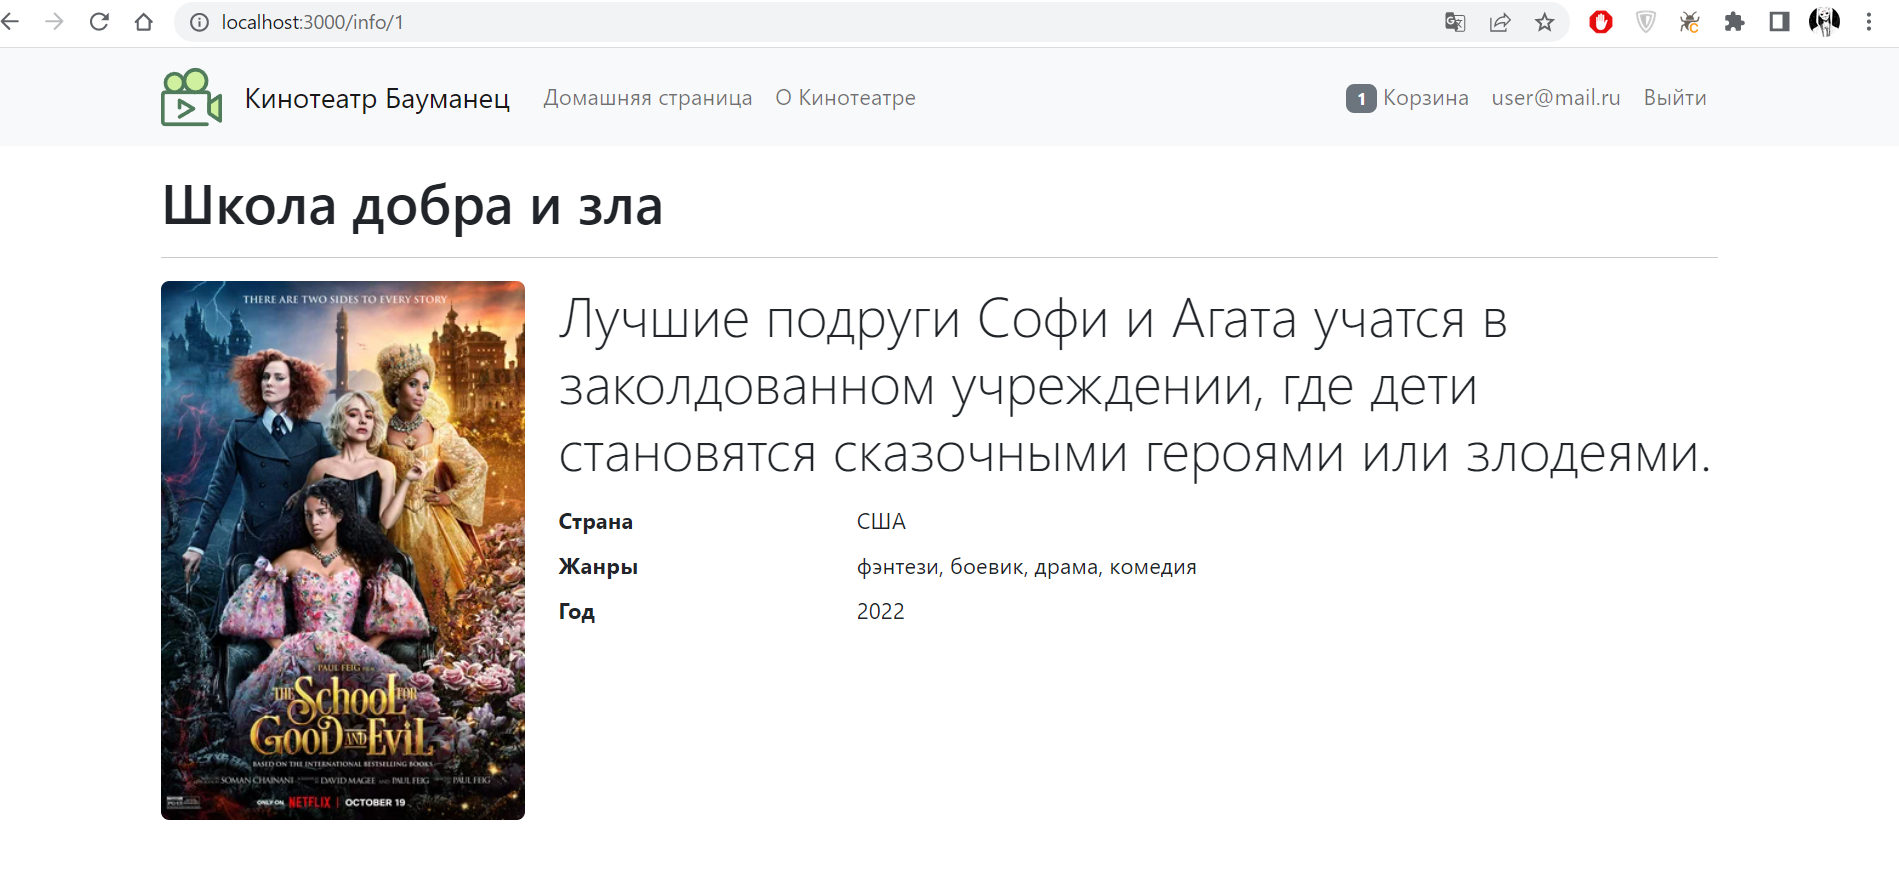 localhost:3000/info/1
Кинотеатр Бауманец Домашняя страница О Кинотеатре 1 Корзина user@mail.ru Выйти
Школа добра и зла
THERE ARE TWO SIDES TO EVERY STORY
Лучшие подруги Софи и Агата учатся в
заколдованном учреждении, где дети
становятся сказочными героями или злодеями.
Страна США
Жанры фэнтези, боевик, драма, комедия
Год 2022
A PAUL FEIG FILM
THE SCHOOL FOR
GOOD AND EVIL
BASED ON THE INTERNATIONAL BESTSELLING BOOKS
SOMAN CHAINANI DAVID MAGEE AND PAUL FEIG PAUL FEIG
ONLY ON NETFLIX | OCTOBER 19